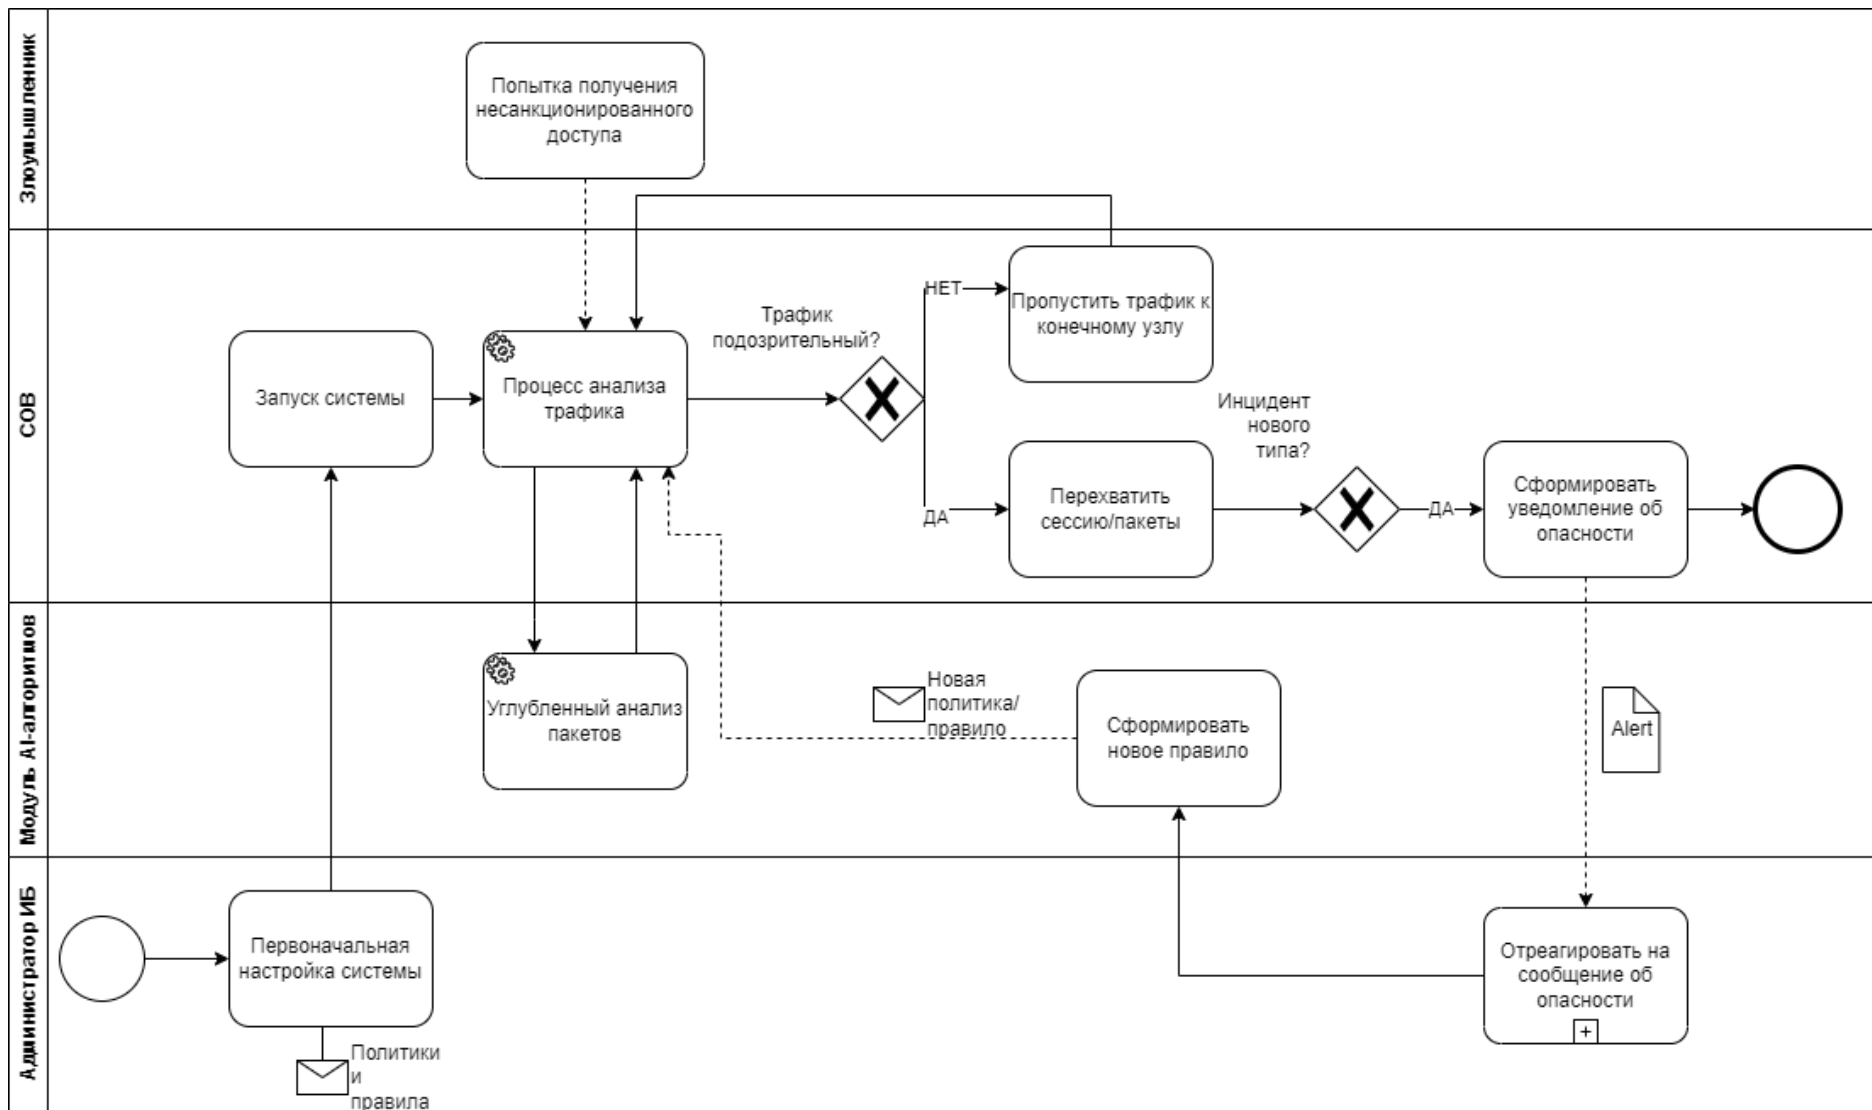 Злоумышленник
Попытка получения
несанкционированного
доступа
СОВ
Запуск системы
Процесс анализа
трафика
Трафик
подозрительный?
НЕТ
Пропустить трафик к
конечному узлу
ДА
Перехватить
сессию/пакеты
Инцидент
нового
типа?
ДА
Сформировать
уведомление об
опасности
Модуль AI-алгоритмов
Углубленный анализ
пакетов
Новая
политика/
правило
Сформировать
новое правило
Alert
Администратор ИБ
Первоначальная
настройка системы
Политики
и
правила
Отреагировать на
сообщение об
опасности